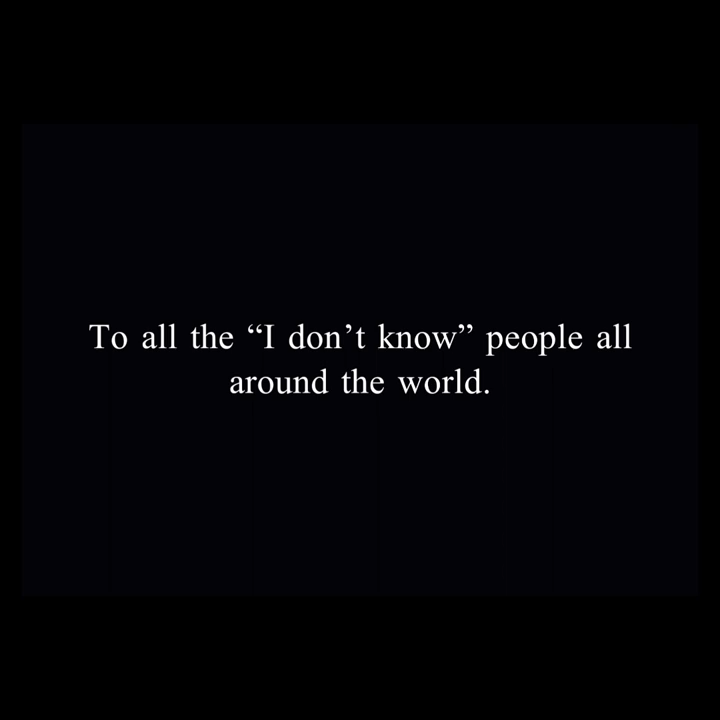 To all the “I don’t know” people all
around the world.